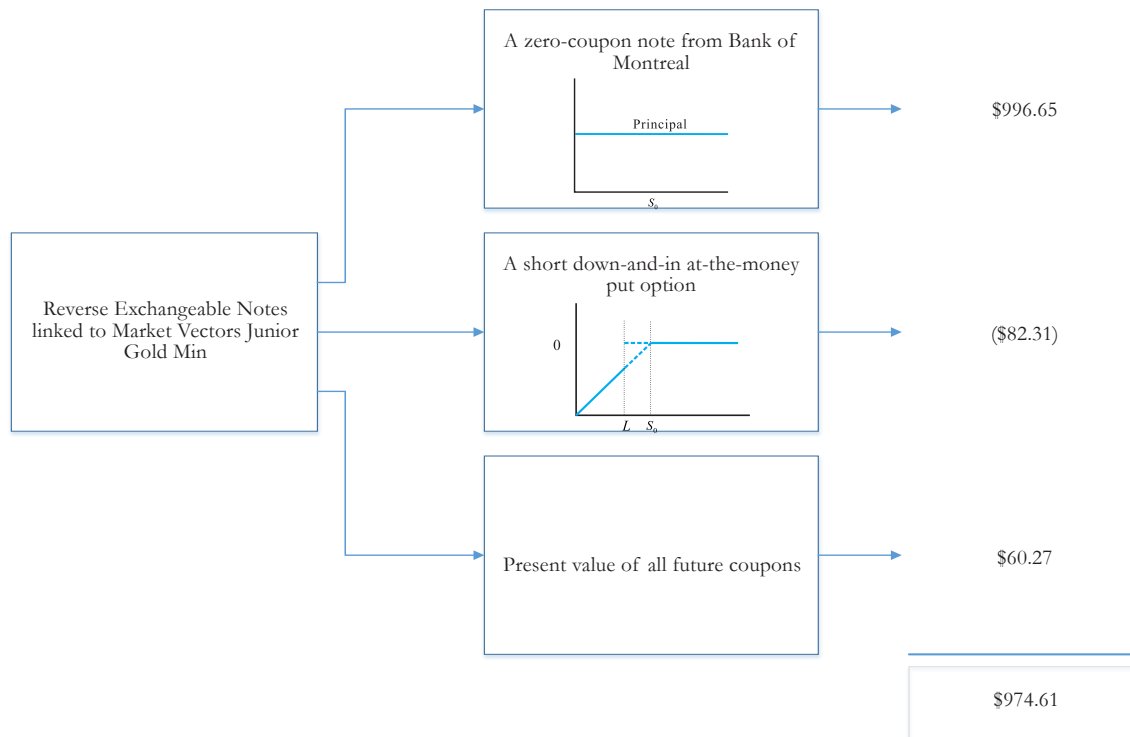 A zero-coupon note from Bank of
Montreal
Principal
S₀
$996.65
Reverse Exchangeable Notes
linked to Market Vectors Junior
Gold Min
A short down-and-in at-the-money
put option
0
L S₀
($82.31)
Present value of all future coupons
$60.27
$974.61